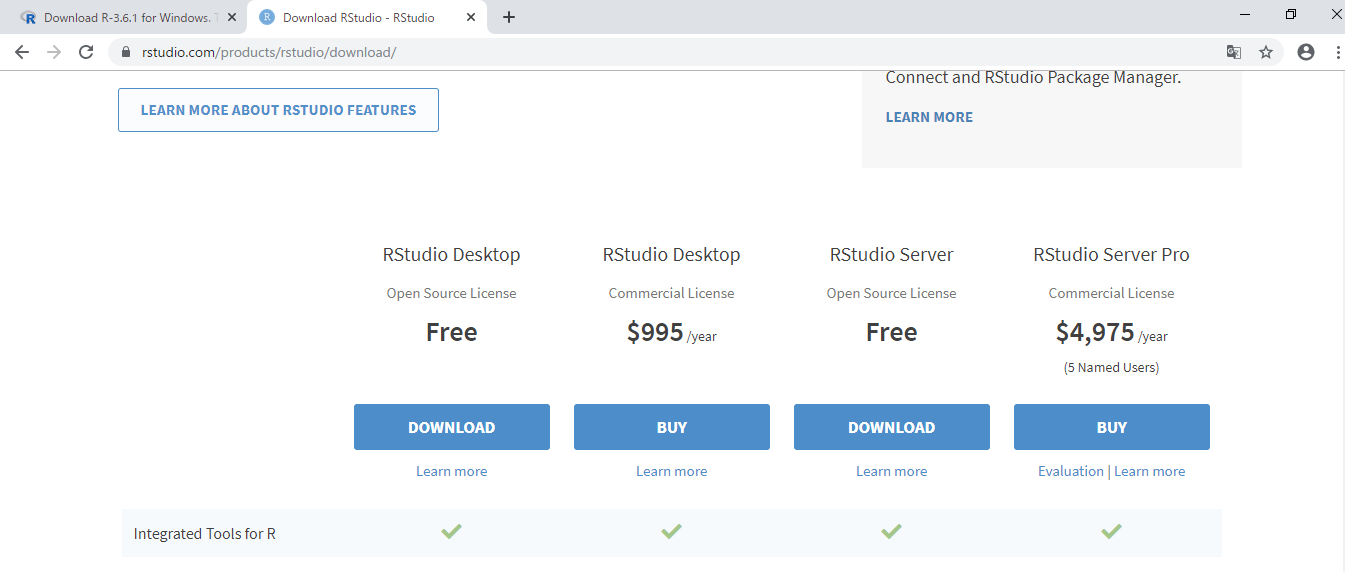 Download R-3.6.1 for Windows. T
Download RStudio - RStudio
rstudio.com/products/rstudio/download/
Connect and RStudio Package Manager.
LEARN MORE ABOUT RSTUDIO FEATURES
LEARN MORE
RStudio Desktop RStudio Desktop RStudio Server RStudio Server Pro
Open Source License Commercial License Open Source License Commercial License
Free $995 /year Free $4,975 /year
(5 Named Users)
DOWNLOAD BUY DOWNLOAD BUY
Learn more Learn more Learn more Evaluation | Learn more
Integrated Tools for R